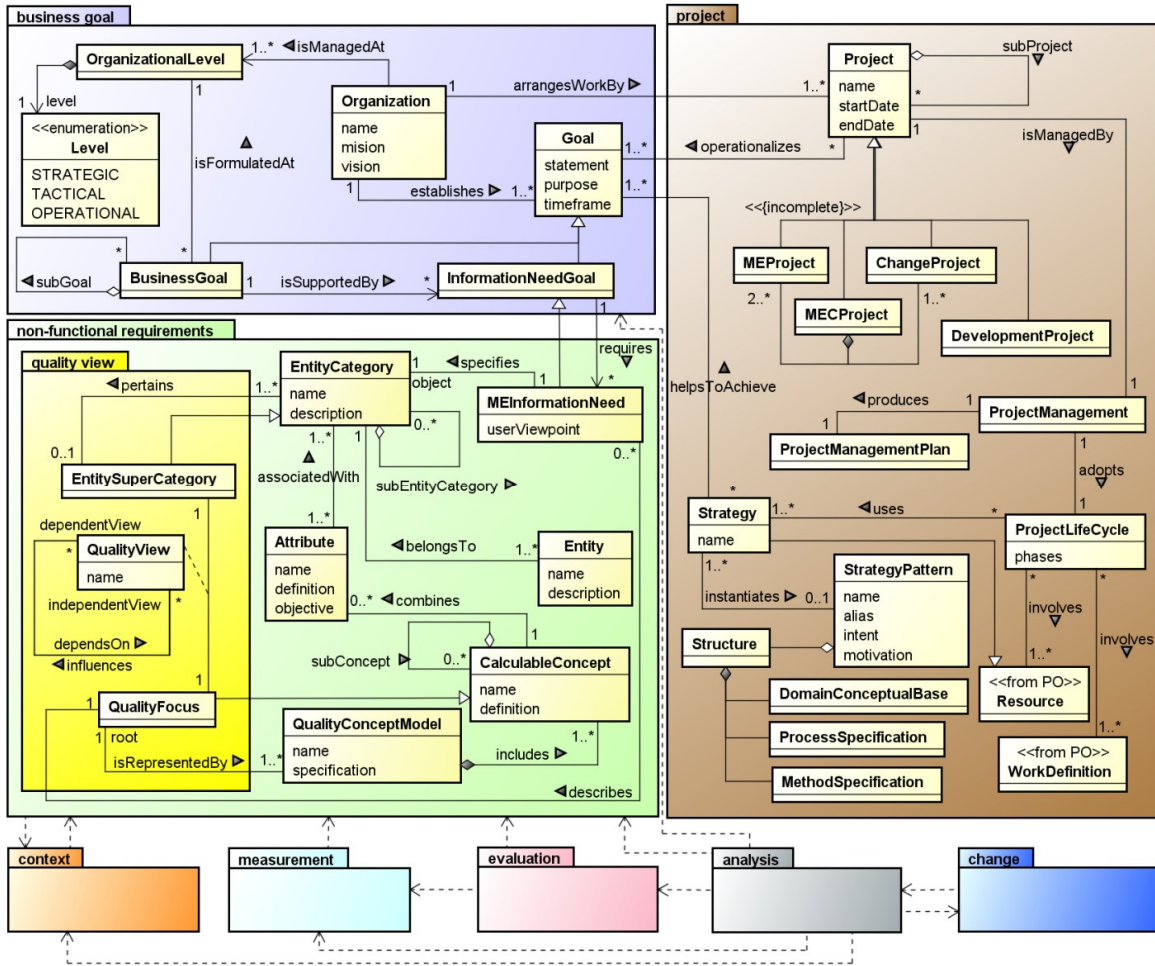 business goal
OrganizationalLevel
1..*
◄ isManagedAt
1
level
1
<<enumeration>>
Level
STRATEGIC
TACTICAL
OPERATIONAL
isFormulatedAt
Organization
name
mision
vision
1
arrangesWorkBy ►
1..*
1
establishes ►
1..*
Goal
statement
purpose
timeframe
1..*
◄ operationalizes
*
1..*
*
*
◄ subGoal
BusinessGoal
1
isSupportedBy ►
*
InformationNeedGoal
1
project
Project
name
startDate
endDate
subProject
*
1
isManagedBy
<<{incomplete}>>
MEProject
2..*
ChangeProject
1..*
MECProject
DevelopmentProject
helpsToAchieve
◄ produces
1
1
1
ProjectManagement
ProjectManagementPlan
1
adopts
1
*
Strategy
name
1..*
◄ uses
*
ProjectLifeCycle
phases
1..*
instantiates ►
0..1
StrategyPattern
name
alias
intent
motivation
*
*
involves
1..*
involves
1..*
Structure
DomainConceptualBase
ProcessSpecification
MethodSpecification
<<from PO>>
Resource
<<from PO>>
WorkDefinition
non-functional requirements
quality view
◄ pertains
0..1
1..*
EntityCategory
name
description
1
object
◄ specifies
1
requires
*
MEInformationNeed
userViewpoint
0..*
0..*
subEntityCategory ►
1..*
1
associatedWith
1..*
EntitySuperCategory
1
dependentView
*
QualityView
name
independentView
*
dependsOn ►
◄ influences
Attribute
name
definition
objective
0..*
◄ belongsTo
1..*
Entity
name
description
◄ combines
1
subConcept ►
0..*
CalculableConcept
name
definition
1..*
1
1
QualityFocus
1
root
isRepresentedBy ►
1..*
QualityConceptModel
name
specification
includes ►
◄ describes
context
measurement
evaluation
analysis
change